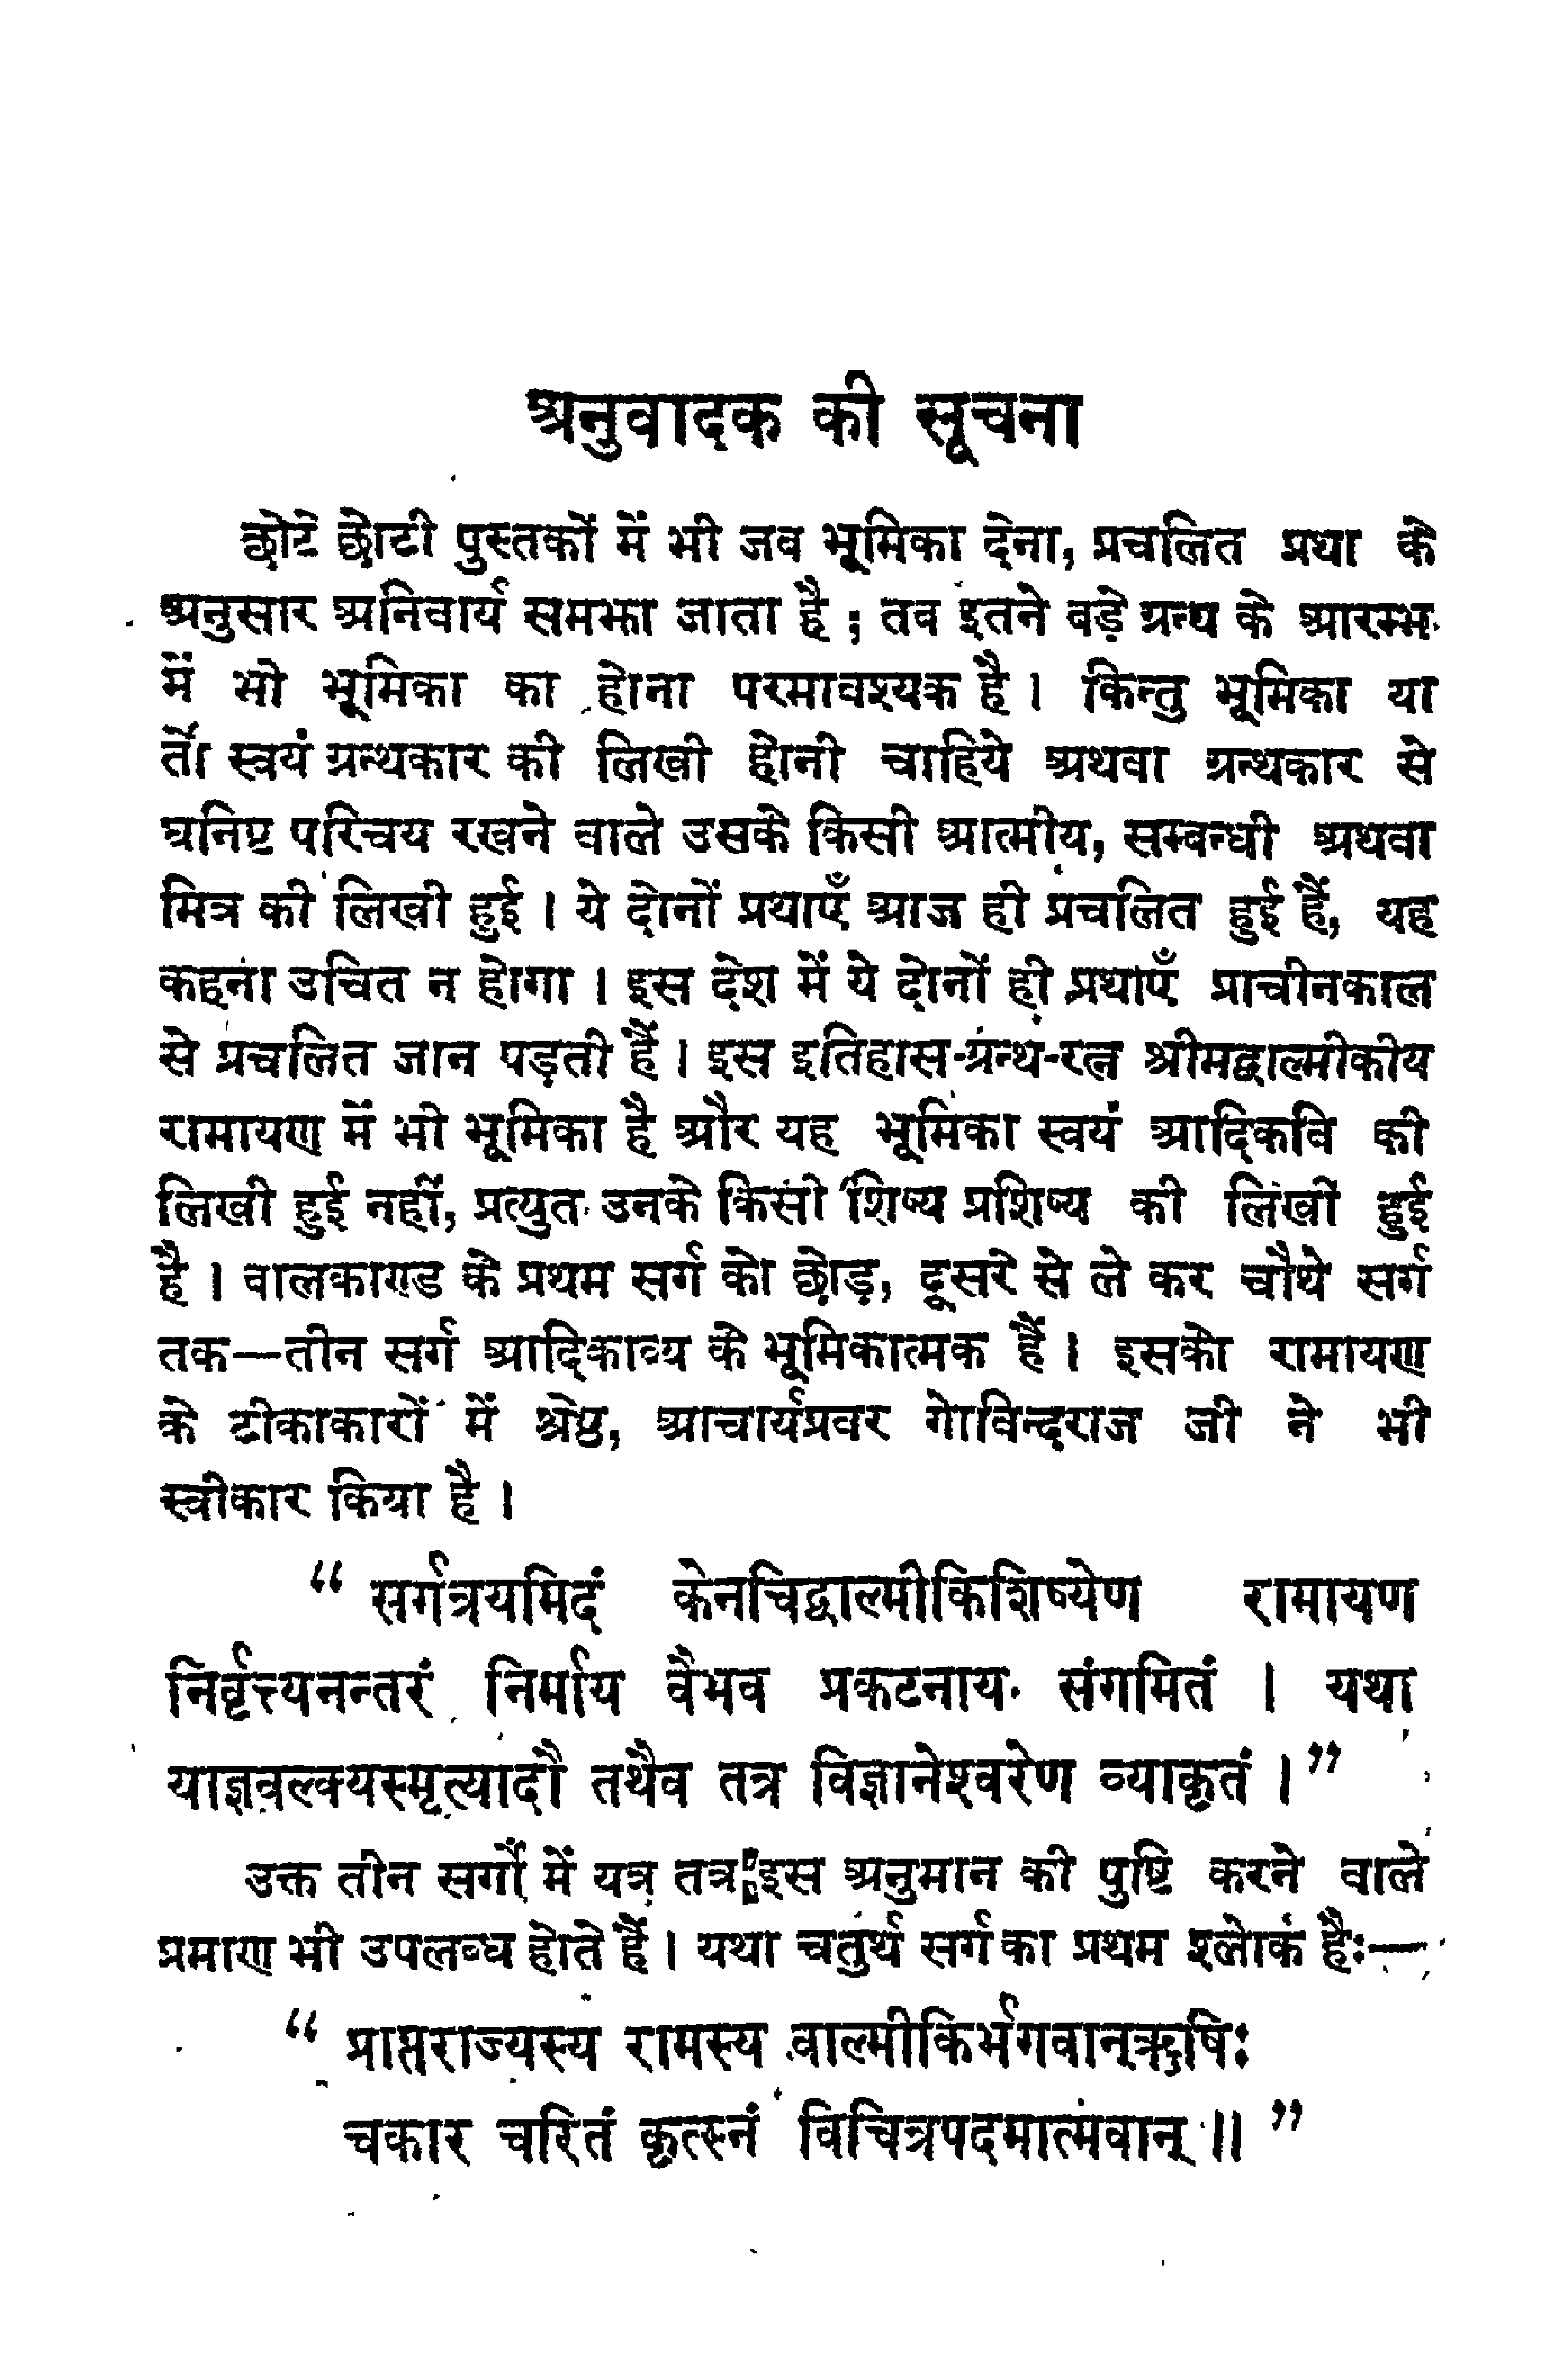 अनुवादक की सूचना
छोटे छोटी पुस्तकों में भी जब भूमिका देना, प्रचलित प्रथा के
अनुसार अनिवार्य समझा जाता है ; तब इतने बड़े ग्रन्थ के आरम्भ
में भी भूमिका का होना परमावश्यक है । किन्तु भूमिका या
तो स्वयं ग्रन्थकार की लिखी होनी चाहिये अथवा ग्रन्थकार से
घनिष्ट परिचय रखने वाले उसके किसी आत्मीय, सम्बन्धी अथवा
मित्र की लिखी हुई । ये दोनों प्रथाएँ आज ही प्रचलित हुई हैं, यह
कहना उचित न होगा । इस देश में ये दोनों ही प्रथाएँ प्राचीनकाल
से प्रचलित जान पड़ती हैं । इस इतिहास-ग्रन्थ-रत्न श्रीमद्वाल्मीकीय
रामायण में भी भूमिका है और यह भूमिका स्वयं आदिकवि की
लिखी हुई नहीं, प्रत्युत उनके किसी शिष्य प्रशिष्य की लिखी हुई
है । बालकाण्ड के प्रथम सर्ग को छोड़, दूसरे से ले कर चौथे सर्ग
तक—तीन सर्ग आदिकाव्य के भूमिकात्मक हैं । इसको रामायण
के टीकाकारों में श्रेष्ठ, आचार्यप्रवर गोविन्दराज जी ने भी
स्वीकार किया है ।
“ सर्गत्रयमिदं केनचिद्वाल्मीकिशिष्येण रामायण
निर्वृत्त्यनन्तरं निर्माय वैभव प्रकटनाय संगमितं । यथा
याज्ञवल्क्यस्मृत्यादौ तथैव तत्र विज्ञानेश्वरेण व्याकृतं । ”
उक्त तीन सर्गों में यत्र तत्र इस अनुमान की पुष्टि करने वाले
प्रमाण भी उपलब्ध होते हैं । यथा चतुर्थ सर्ग का प्रथम श्लोक है:—
“ प्राप्तराज्यस्य रामस्य वाल्मीकिर्भगवान्ऋषिः
चकार चरितं कृत्स्नं विचित्रपदमात्मवान् ॥ ”